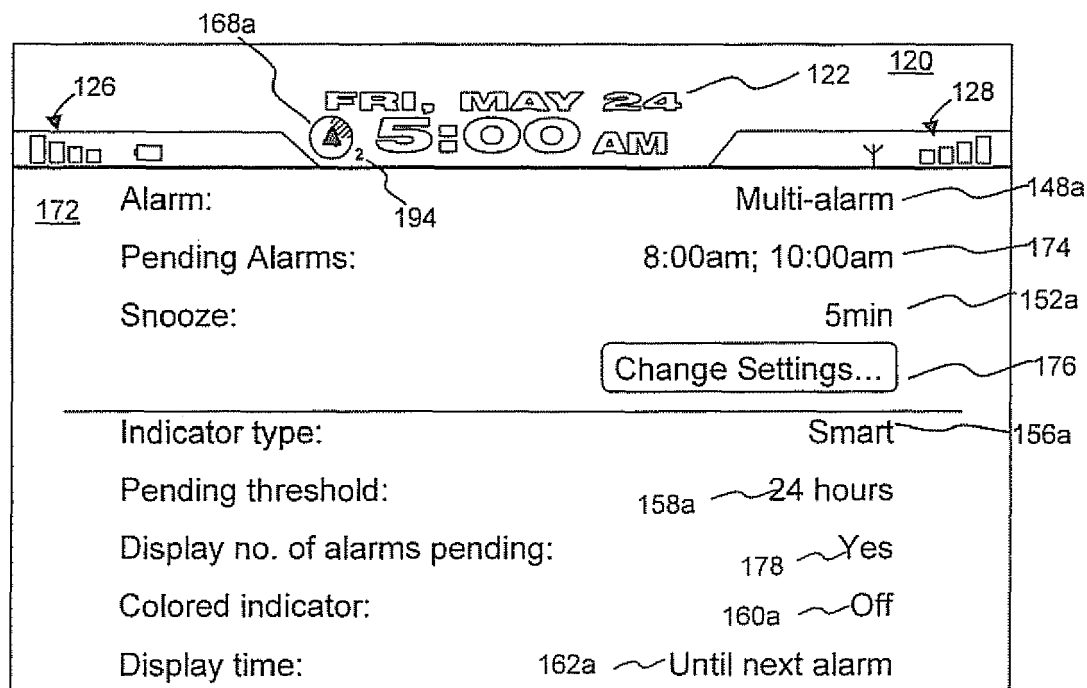 168a
120
126
FRI, MAY 24
122
128
5:00 AM
2
194
172
Alarm: Multi-alarm 148a
Pending Alarms: 8:00am; 10:00am 174
Snooze: 5min 152a
Change Settings... 176
Indicator type: Smart 156a
Pending threshold: 158a 24 hours
Display no. of alarms pending: 178 Yes
Colored indicator: 160a Off
Display time: 162a Until next alarm